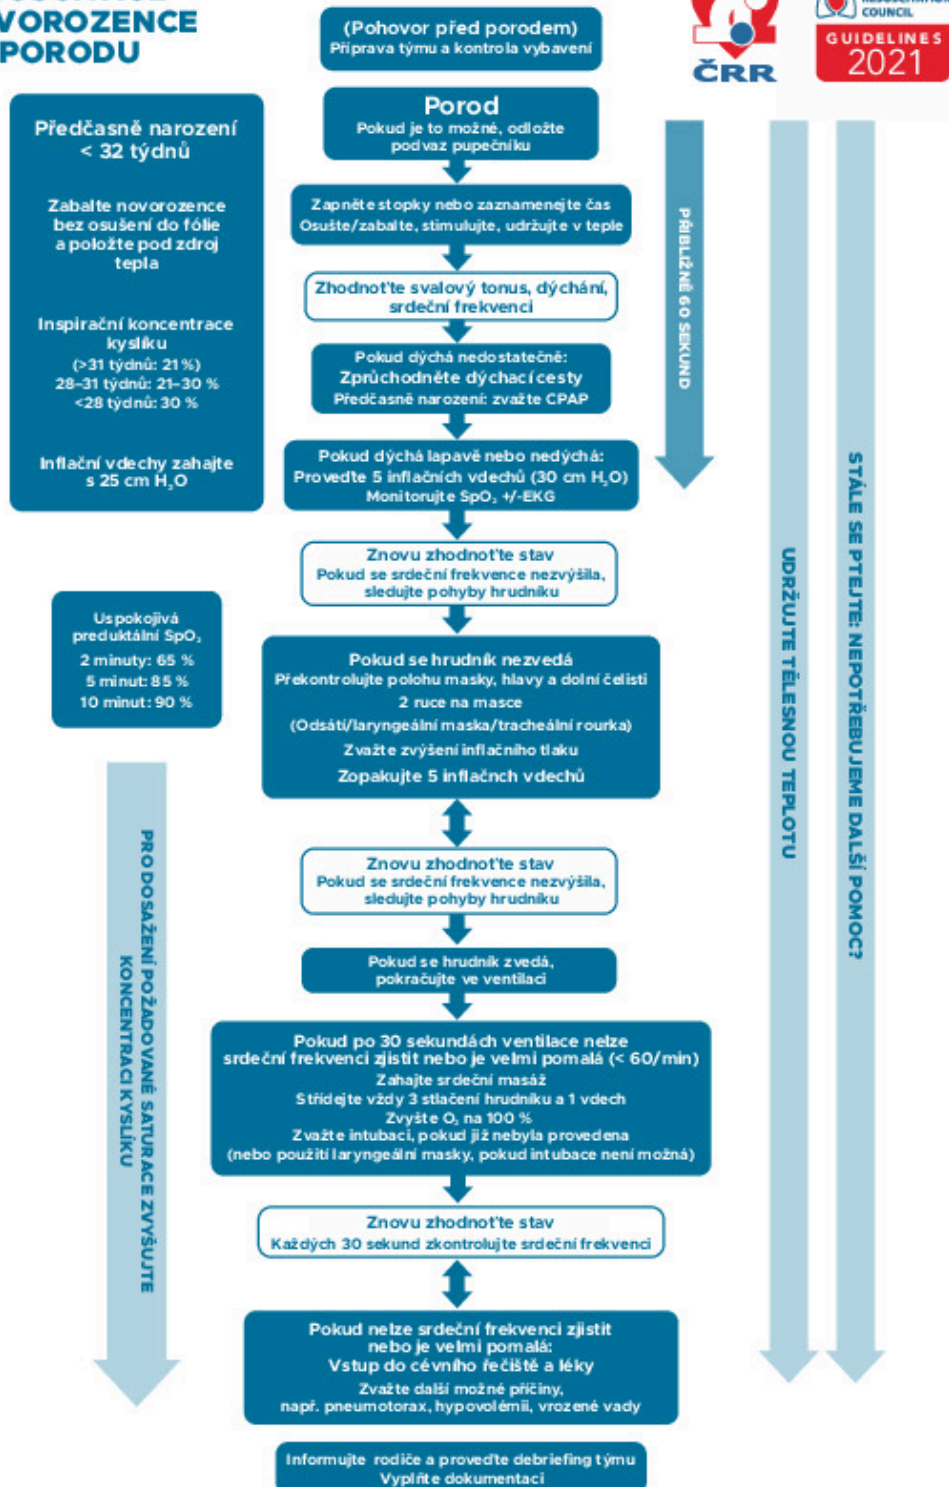 VOROZENCE
PORODU
(Pohovor před porodem)
Příprava týmu a kontrola vybavení
ČRR
COUNCIL
GUIDELINES
2021
Předčasně narození
< 32 týdnů
Zabalte novorozence
bez osušení do fólie
a položte pod zdroj
tepla
Inspirační koncentrace
kyslíku
(>31 týdnů: 21 %)
28–31 týdnů: 21–30 %
<28 týdnů: 30 %
Inflační vdechy zahajte
s 25 cm H₂O
Uspokojivá
preduktální SpO₂
2 minuty: 65 %
5 minut: 85 %
10 minut: 90 %
PRO DOSAŽENÍ POŽADOVANÉ SATURACE ZVYŠUJTE
KONCENTRACI KYSLÍKU
Porod
Pokud je to možné, odložte
podvaz pupečníku
Zapněte stopky nebo zaznamenejte čas
Osušte/zabalte, stimulujte, udržujte v teple
Zhodnoťte svalový tonus, dýchání,
srdeční frekvenci
Pokud dýchá nedostatečně:
Zprůchodněte dýchací cesty
Předčasně narození: zvažte CPAP
Pokud dýchá lapavě nebo nedýchá:
Proveďte 5 inflačních vdechů (30 cm H₂O)
Monitorujte SpO₂ +/-EKG
Znovu zhodnoťte stav
Pokud se srdeční frekvence nezvýšila,
sledujte pohyby hrudníku
Pokud se hrudník nezvedá
Překontrolujte polohu masky, hlavy a dolní čelisti
2 ruce na masce
(Odsátí/laryngeální maska/tracheální rourka)
Zvažte zvýšení inflačního tlaku
Zopakujte 5 inflačnch vdechů
Znovu zhodnoťte stav
Pokud se srdeční frekvence nezvýšila,
sledujte pohyby hrudníku
Pokud se hrudník zvedá,
pokračujte ve ventilaci
Pokud po 30 sekundách ventilace nelze
srdeční frekvenci zjistit nebo je velmi pomalá (< 60/min)
Zahajte srdeční masáž
Střídejte vždy 3 stlačení hrudníku a 1 vdech
Zvyšte O₂ na 100 %
Zvažte intubaci, pokud již nebyla provedena
(nebo použití laryngeální masky, pokud intubace není možná)
Znovu zhodnoťte stav
Každých 30 sekund zkontrolujte srdeční frekvenci
Pokud nelze srdeční frekvenci zjistit
nebo je velmi pomalá:
Vstup do cévního řečiště a léky
Zvažte další možné příčiny,
např. pneumotorax, hypovolémii, vrozené vady
Informujte rodiče a proveďte debriefing týmu
Vyplňte dokumentaci
PŘIBLIŽNĚ 60 SEKUND
UDRŽUJTE TĚLESNOU TEPLOTU
STÁLE SE PTEJTE: NEPOTŘEBUJEME DALŠÍ POMOC?